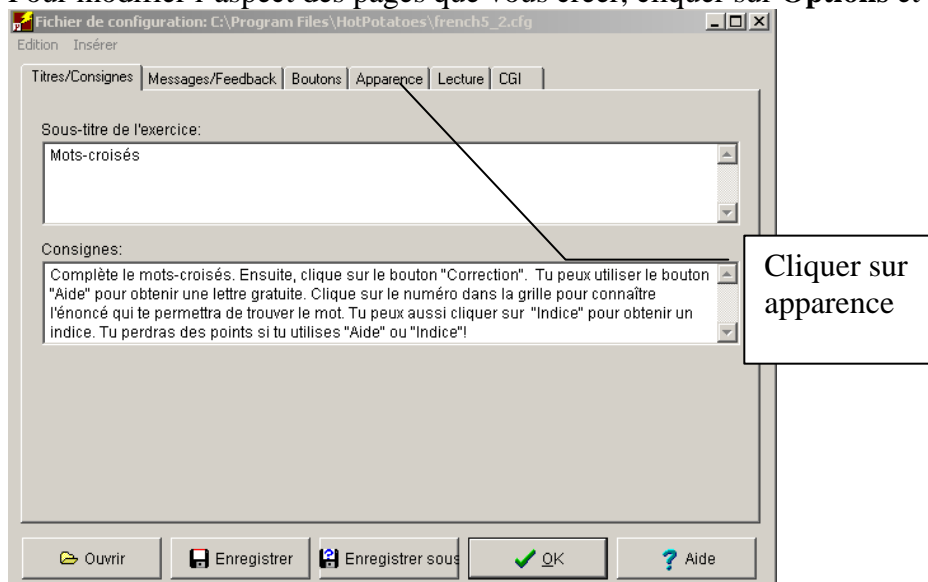 Pour modifier l'aspect des pages que vous créer, cliquer sur Options et
Fichier de configuration: C:\Program Files\HotPotatoes\french5_2.cfg
Edition Insérer
Titres/Consignes Messages/Feedback Boutons Apparence Lecture CGI
Sous-titre de l'exercice:
Mots-croisés
Consignes:
Complète le mots-croisés. Ensuite, clique sur le bouton "Correction". Tu peux utiliser le bouton
"Aide" pour obtenir une lettre gratuite. Clique sur le numéro dans la grille pour connaître
l'énoncé qui te permettra de trouver le mot. Tu peux aussi cliquer sur "Indice" pour obtenir un
indice. Tu perdras des points si tu utilises "Aide" ou "Indice"!
Cliquer sur
apparence
Ouvrir Enregistrer Enregistrer sous OK Aide